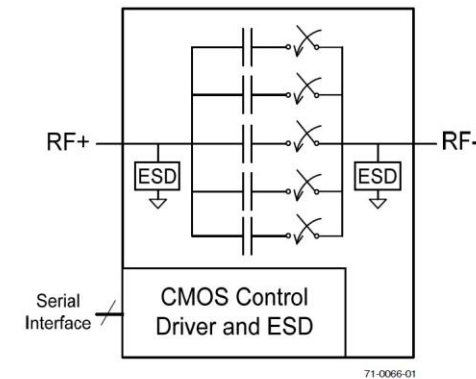 RF+
RF-
ESD
ESD
Serial
Interface
CMOS Control
Driver and ESD
71-0066-01